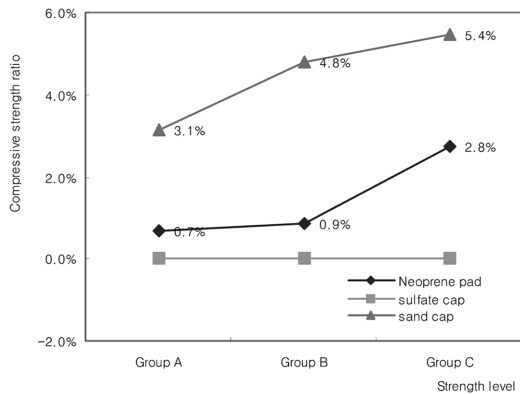 6.0%
4.0%
2.0%
0.0%
−2.0%
Compressive strength ratio
3.1%
4.8%
5.4%
0.7%
0.9%
2.8%
Neoprene pad
sulfate cap
sand cap
Group A
Group B
Group C
Strength level